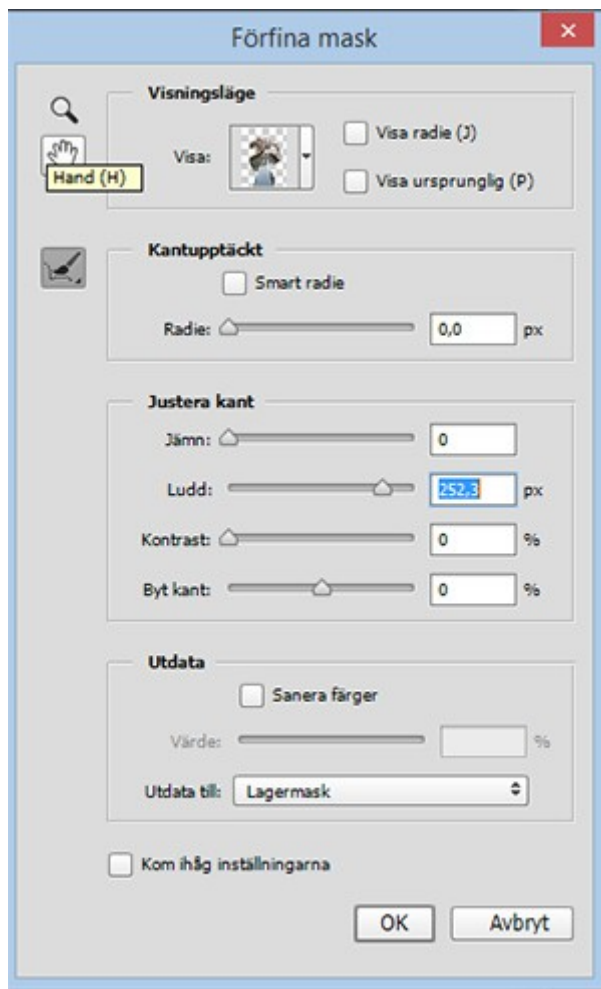 Förfina mask
Visningsläge
Visa:
Visa radie (J)
Visa ursprunglig (P)
Hand (H)
Kantupptäckt
Smart radie
Radie: 0,0 px
Justera kant
Jämn: 0
Ludd: 252,3 px
Kontrast: 0 %
Byt kant: 0 %
Utdata
Sanera färger
Värde: %
Utdata till: Lagermask
Kom ihåg inställningarna
OK Avbryt